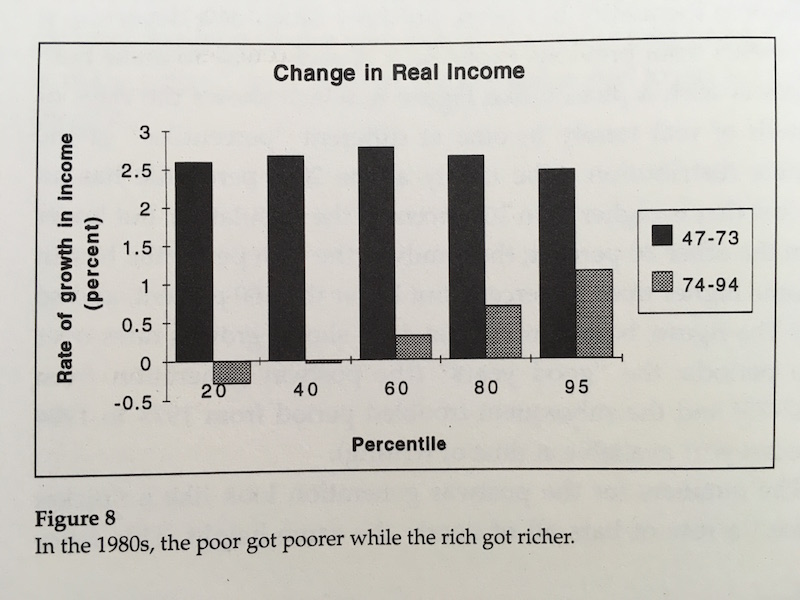 Change in Real Income
Rate of growth in income
(percent)
3
2.5
2
1.5
1
0.5
0
-0.5
20 40 60 80 95
Percentile
47-73
74-94
Figure 8
In the 1980s, the poor got poorer while the rich got richer.